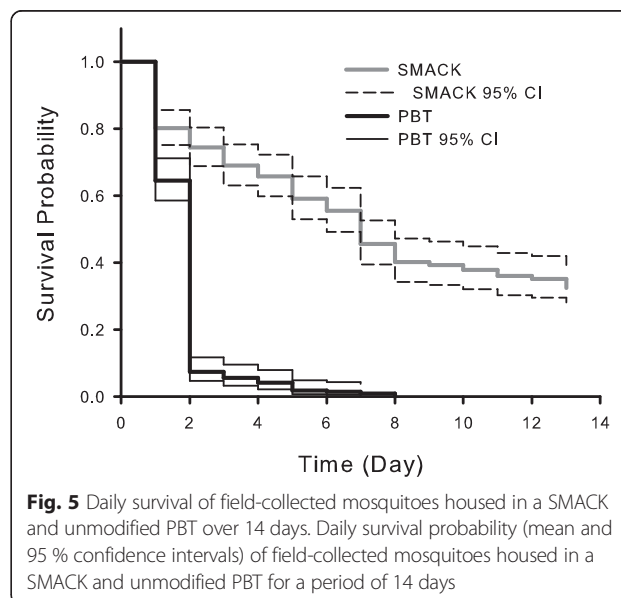 SMACK
SMACK 95% CI
PBT
PBT 95% CI
Survival Probability
1.0
0.8
0.6
0.4
0.2
0.0
0 2 4 6 8 10 12 14
Time (Day)
Fig. 5 Daily survival of field-collected mosquitoes housed in a SMACK
and unmodified PBT over 14 days. Daily survival probability (mean and
95 % confidence intervals) of field-collected mosquitoes housed in a
SMACK and unmodified PBT for a period of 14 days